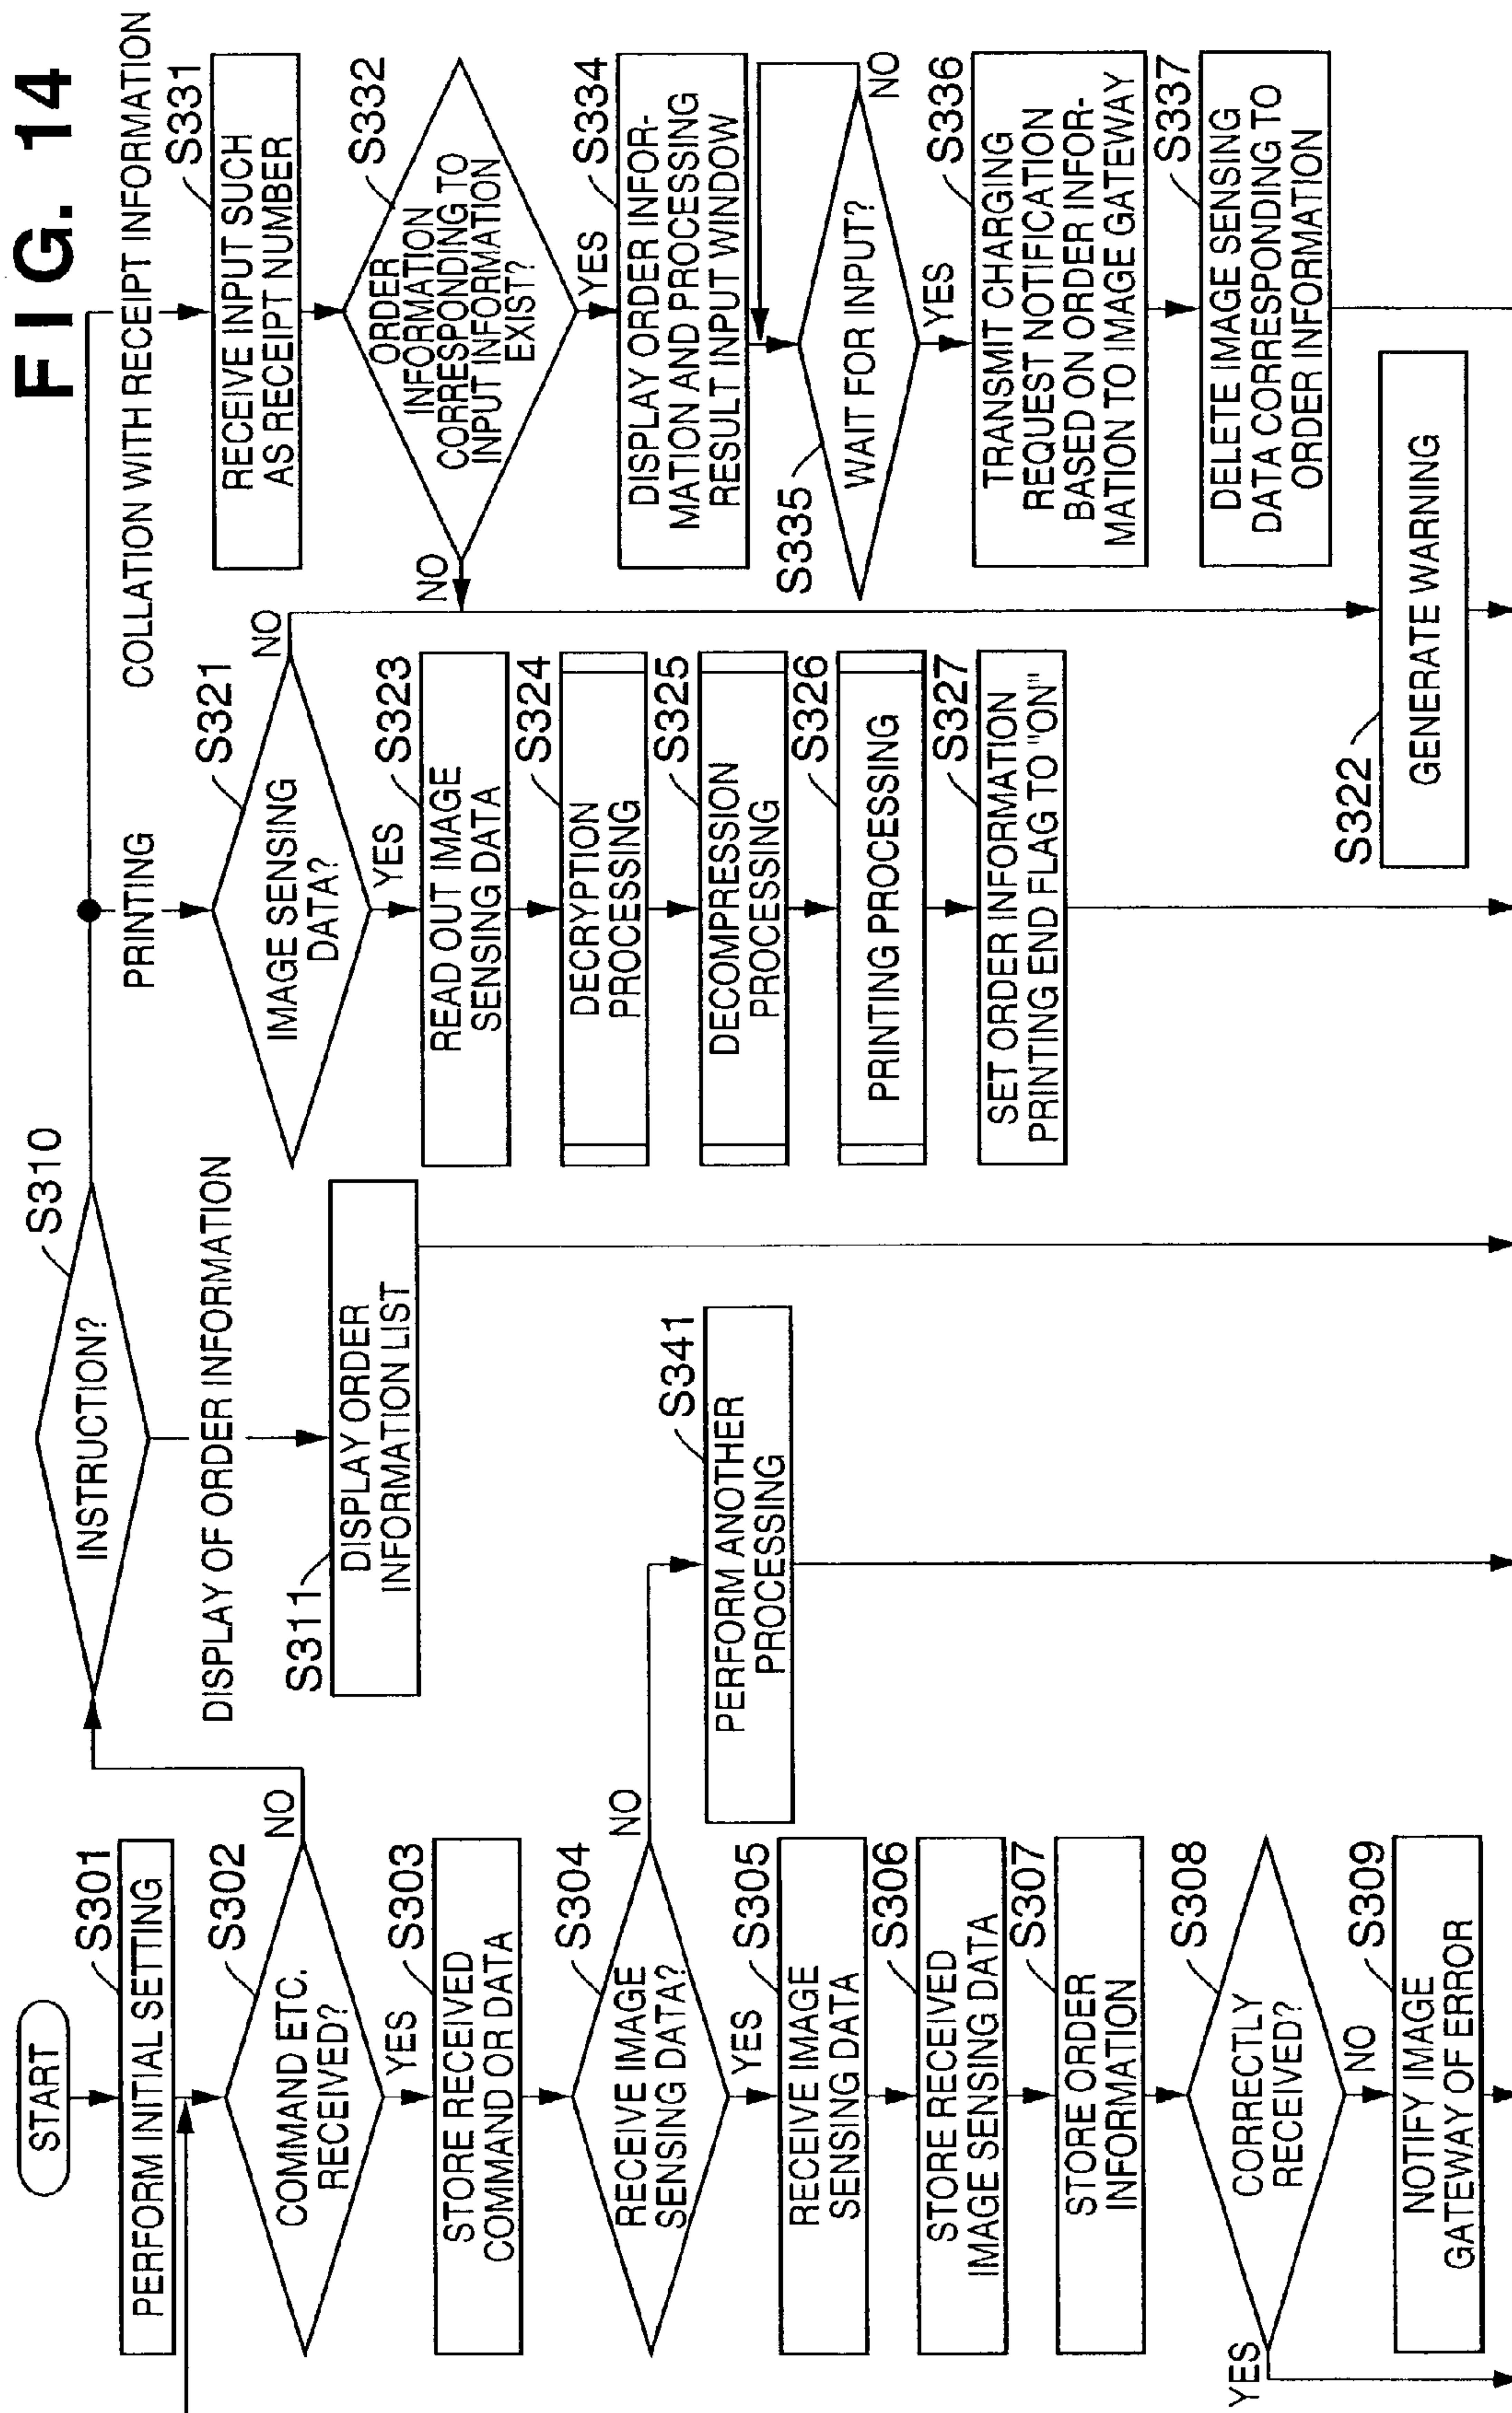 FIG. 14
START
S301
PERFORM INITIAL SETTING
S302
COMMAND ETC.
RECEIVED?
NO
YES
S303
STORE RECEIVED
COMMAND OR DATA
S304
RECEIVE IMAGE
SENSING DATA?
NO
YES
S305
RECEIVE IMAGE
SENSING DATA
S306
STORE RECEIVED
IMAGE SENSING DATA
S307
STORE ORDER
INFORMATION
S308
CORRECTLY
RECEIVED?
YES
NO
S309
NOTIFY IMAGE
GATEWAY OF ERROR
S341
PERFORM ANOTHER
PROCESSING
S310
INSTRUCTION?
DISPLAY OF ORDER INFORMATION
S311
DISPLAY ORDER
INFORMATION LIST
PRINTING
S321
IMAGE SENSING
DATA?
NO
YES
S323
READ OUT IMAGE
SENSING DATA
S324
DECRYPTION
PROCESSING
S325
DECOMPRESSION
PROCESSING
S326
PRINTING PROCESSING
S327
SET ORDER INFORMATION
PRINTING END FLAG TO "ON"
S322
GENERATE WARNING
COLLATION WITH RECEIPT INFORMATION
S331
RECEIVE INPUT SUCH
AS RECEIPT NUMBER
S332
ORDER
INFORMATION
CORRESPONDING TO
INPUT INFORMATION
EXIST?
NO
YES
S334
DISPLAY ORDER INFOR-
MATION AND PROCESSING
RESULT INPUT WINDOW
S335
WAIT FOR INPUT?
NO
YES
S336
TRANSMIT CHARGING
REQUEST NOTIFICATION
BASED ON ORDER INFOR-
MATION TO IMAGE GATEWAY
S337
DELETE IMAGE SENSING
DATA CORRESPONDING TO
ORDER INFORMATION